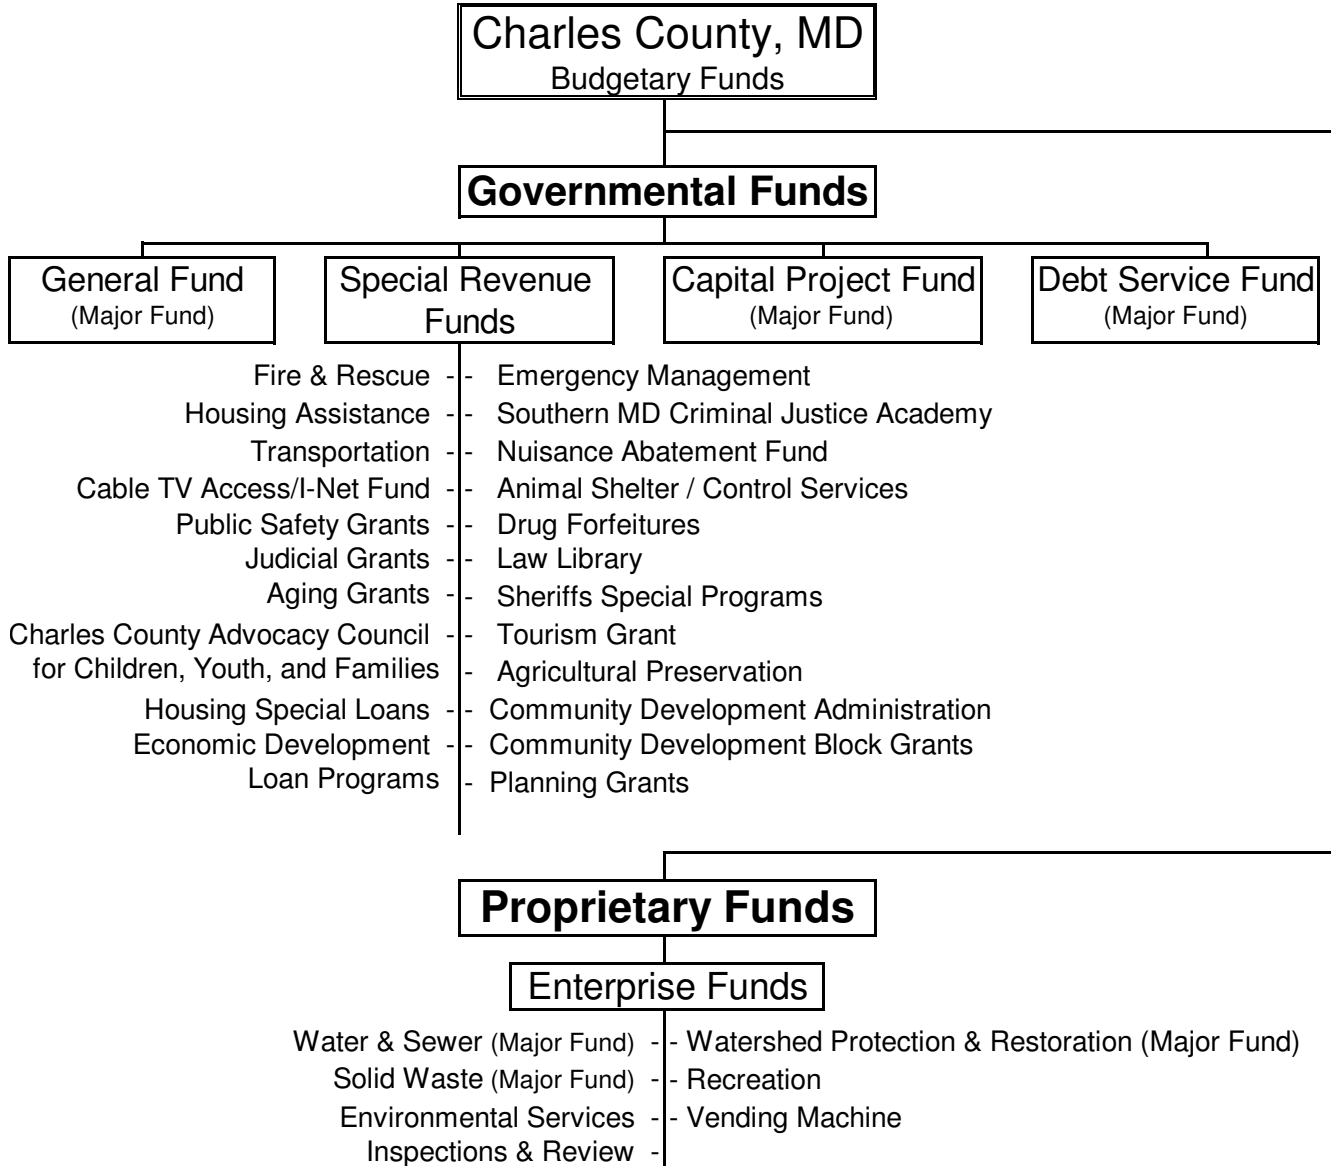 Charles County, MD
Budgetary Funds
Governmental Funds
General Fund
(Major Fund)
Special Revenue
Funds
Capital Project Fund
(Major Fund)
Debt Service Fund
(Major Fund)
Fire & Rescue - - Emergency Management
Housing Assistance - - Southern MD Criminal Justice Academy
Transportation - - Nuisance Abatement Fund
Cable TV Access/I-Net Fund - - Animal Shelter / Control Services
Public Safety Grants - - Drug Forfeitures
Judicial Grants - - Law Library
Aging Grants - - Sheriffs Special Programs
Charles County Advocacy Council - - Tourism Grant
for Children, Youth, and Families - Agricultural Preservation
Housing Special Loans - - Community Development Administration
Economic Development - - Community Development Block Grants
Loan Programs - Planning Grants
Proprietary Funds
Enterprise Funds
Water & Sewer (Major Fund) - - Watershed Protection & Restoration (Major Fund)
Solid Waste (Major Fund) - - Recreation
Environmental Services - - Vending Machine
Inspections & Review -